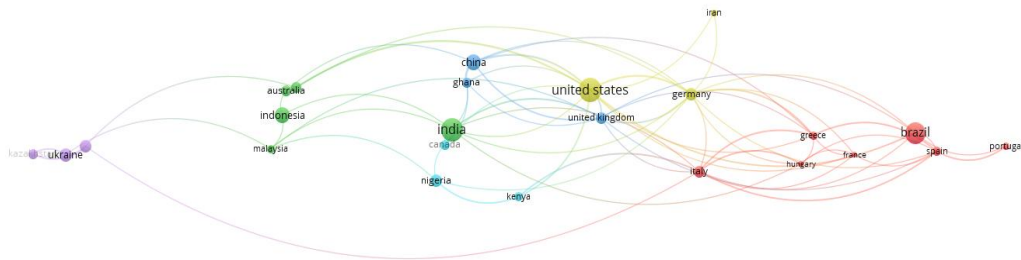 iran
china
ghana
australia
united states
germany
indonesia
united kingdom
india
brazil
greece
canada
malaysia
ukraine
portuga
spain
france
hungary
italy
nigeria
kenya